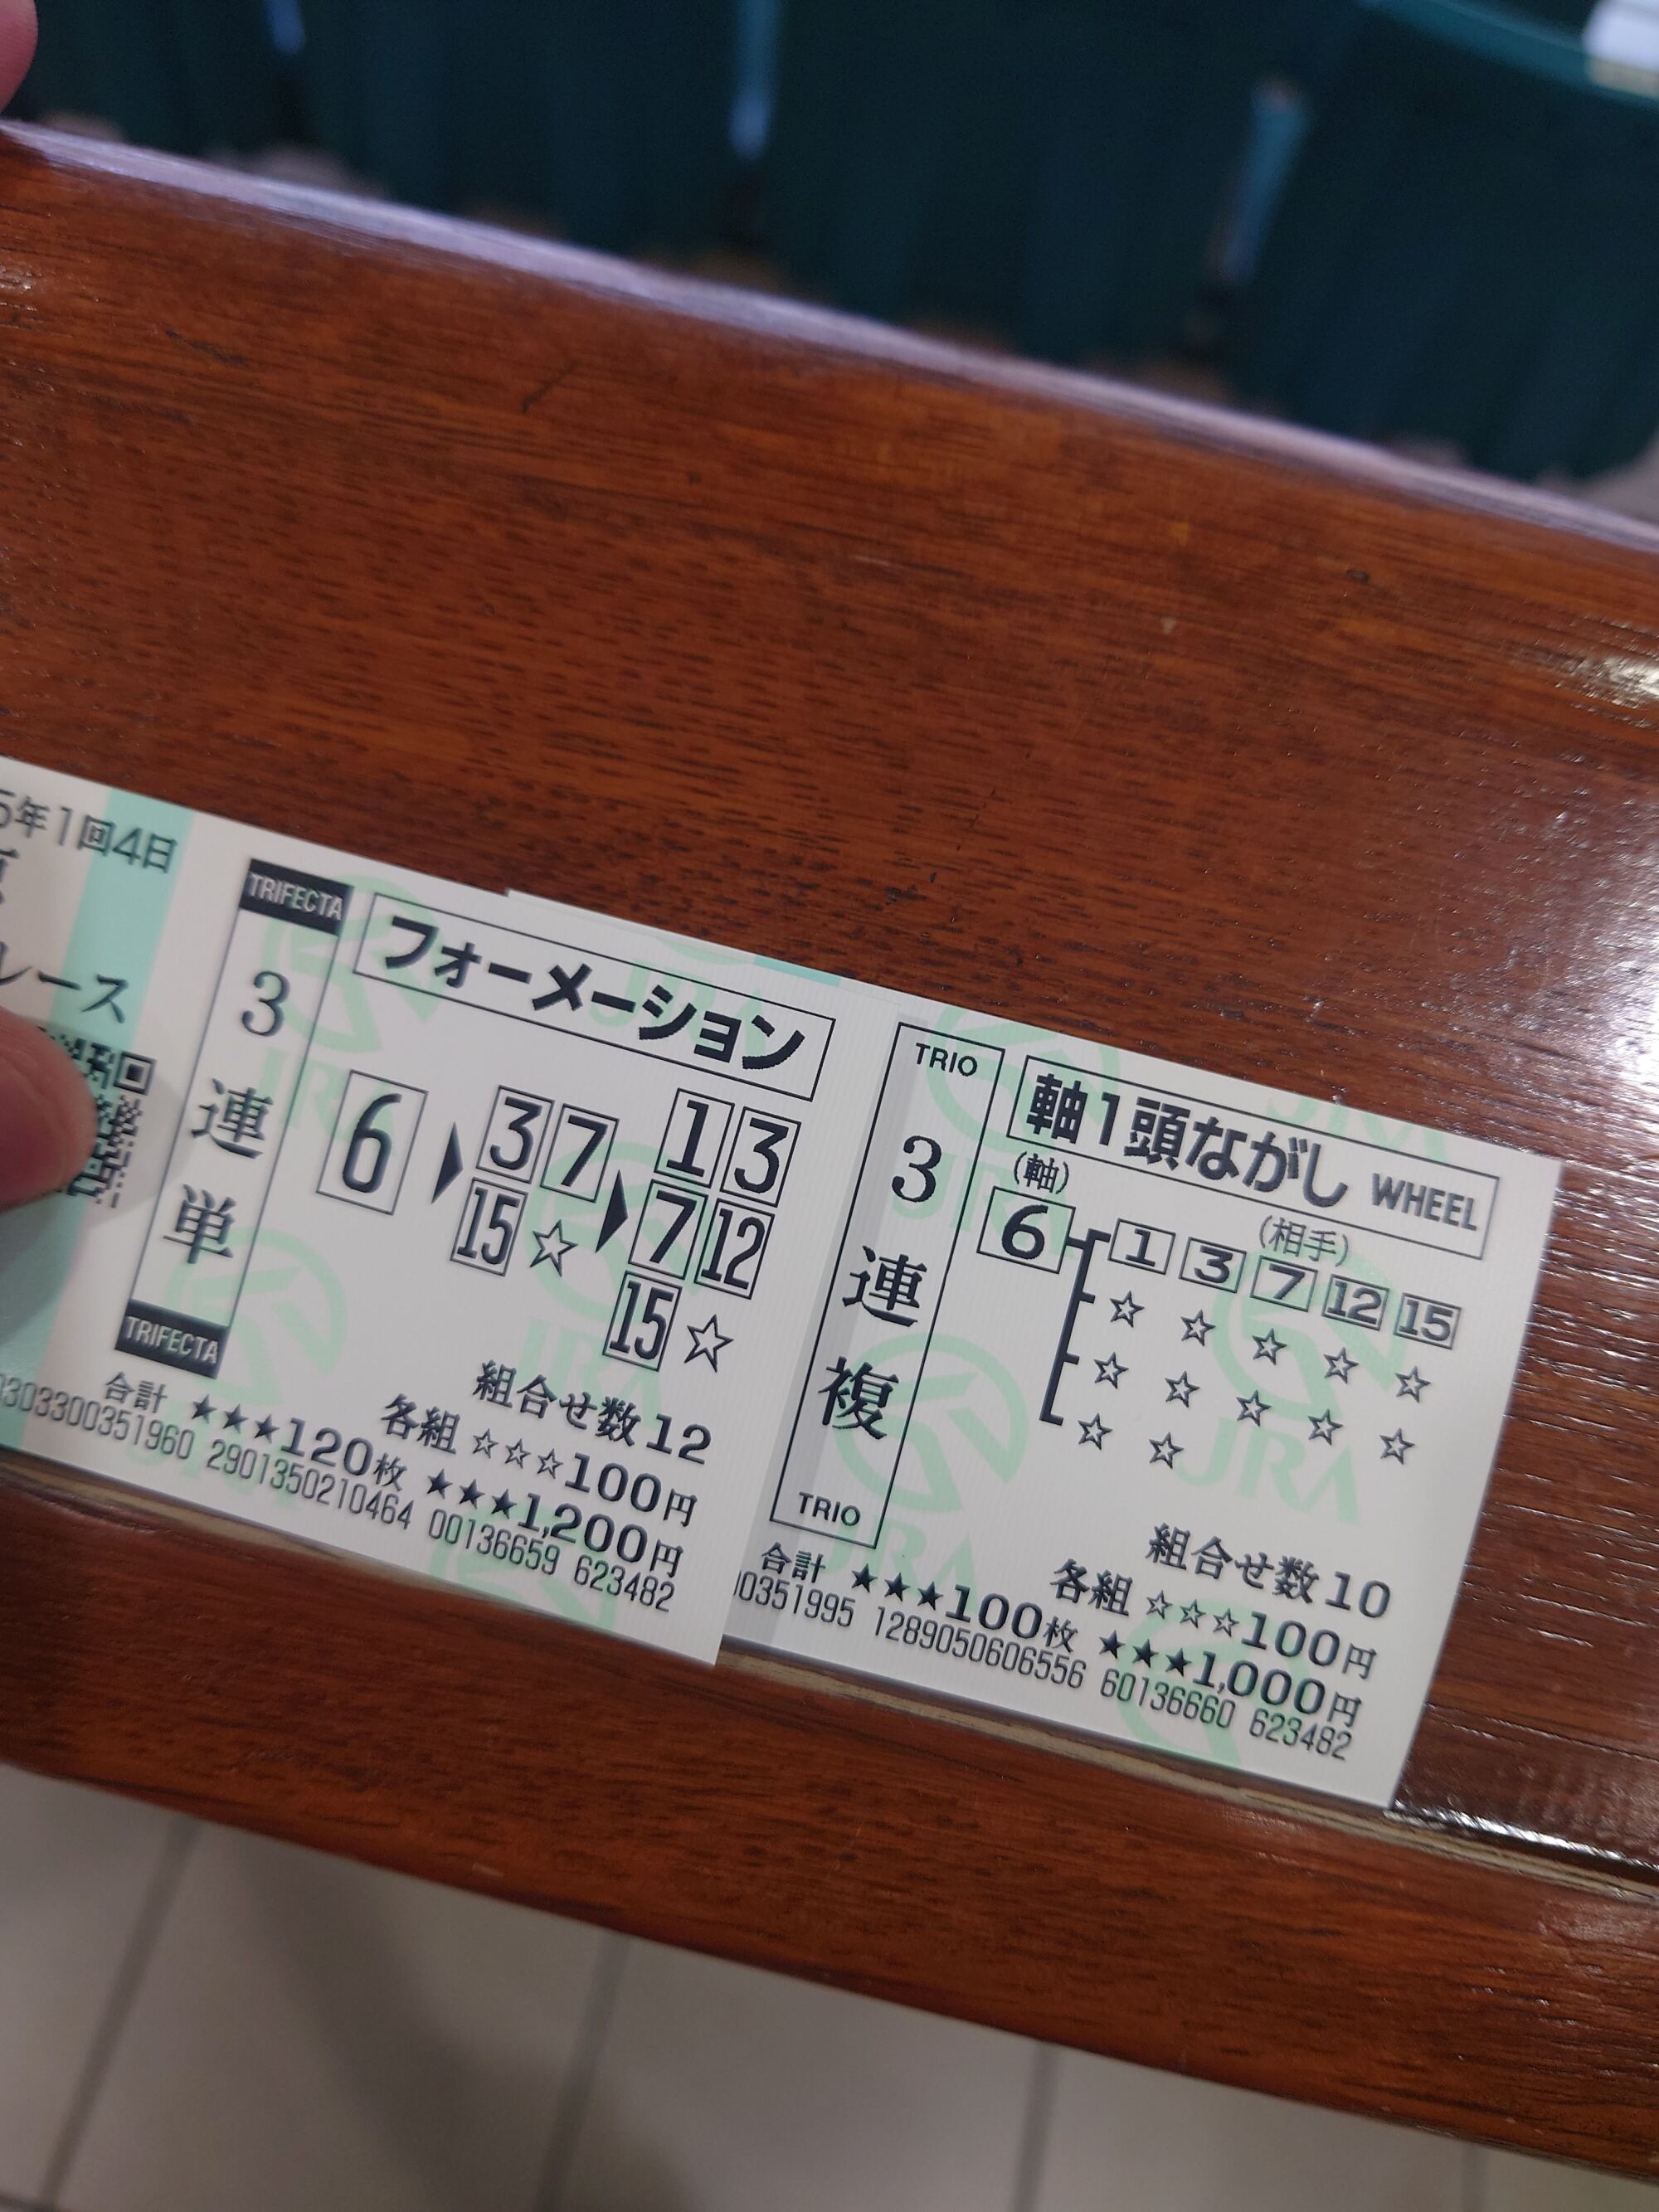 5年1回4日
レース
TRIFECTA
3連単
TRIFECTA
フォーメーション
6 ▶ 3 7 ▶ 1 3
15 ☆ 7 12
15 ☆
組合せ数12
各組 ☆☆☆100円
合計 ★★★120枚 ★★★1,200円
303300351960 2901350210464 00136659 623482
TRIO
3連複
TRIO
軸1頭ながし WHEEL
(軸)
(相手)
6 1 3 7 12 15
☆ ☆ ☆ ☆ ☆
☆ ☆ ☆ ☆ ☆
☆ ☆
組合せ数10
各組 ☆☆☆100円
合計 ★★★100枚 ★★★1,000円
00351995 1289050606556 60136660 623482
JRA